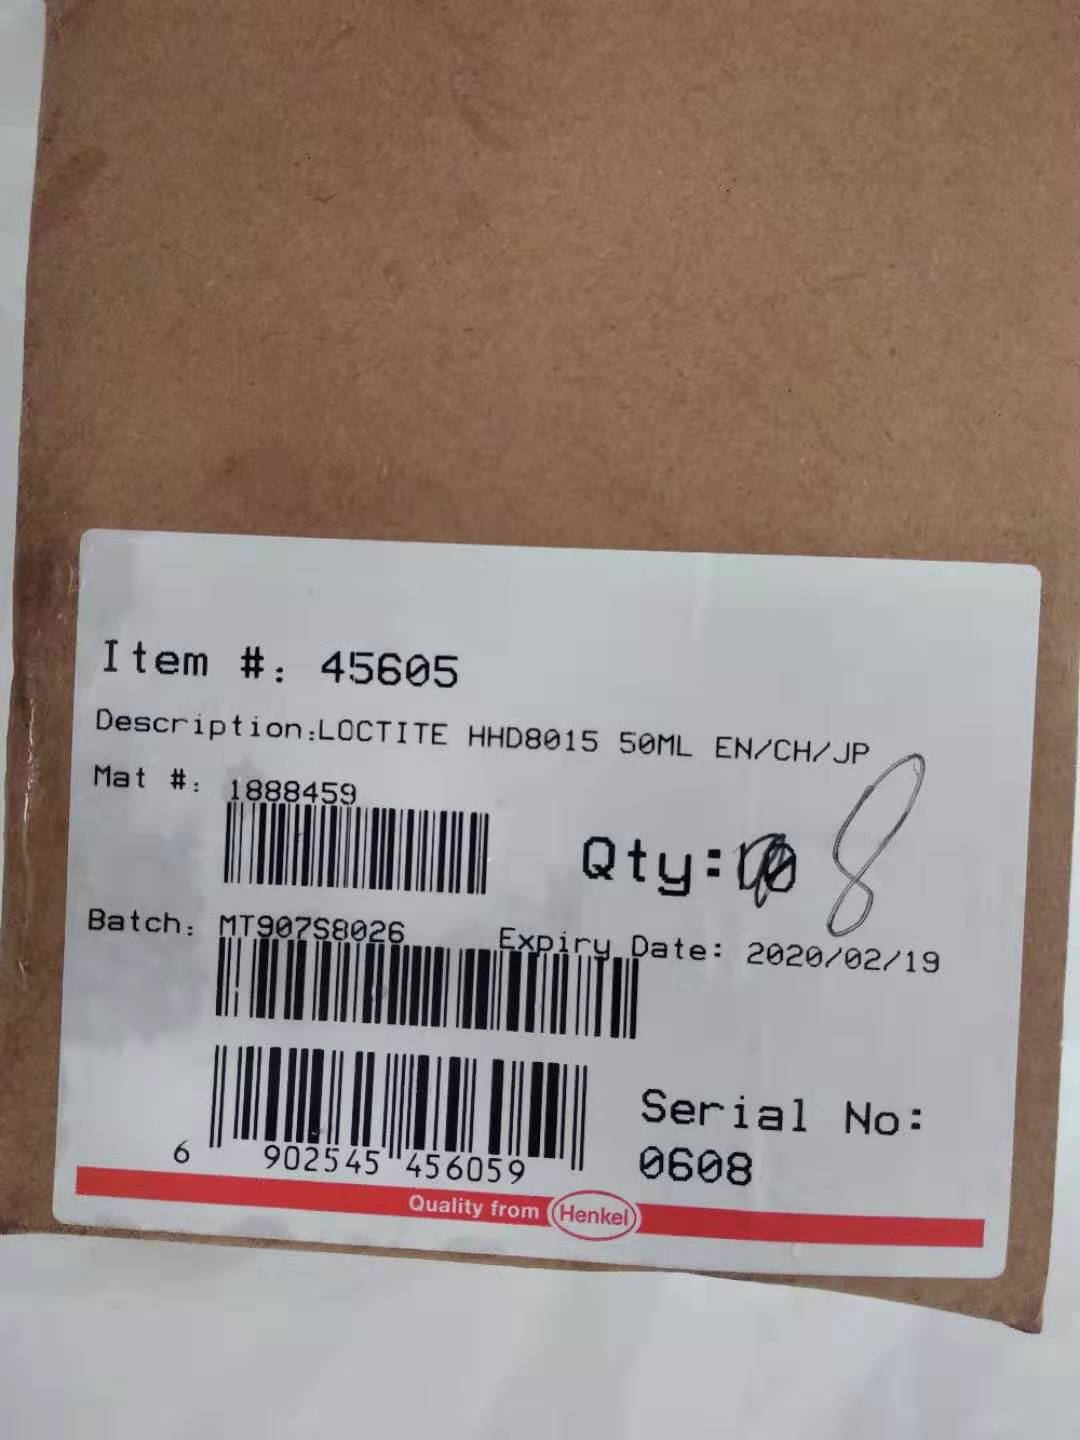 Item #: 45605
Description:LOCTITE HHD8015 50ML EN/CH/JP
Mat #: 1888459
Qty:10 8
Batch: MT907S8026 Expiry Date: 2020/02/19
6 902545 456059
Serial No:
0608
Quality from Henkel